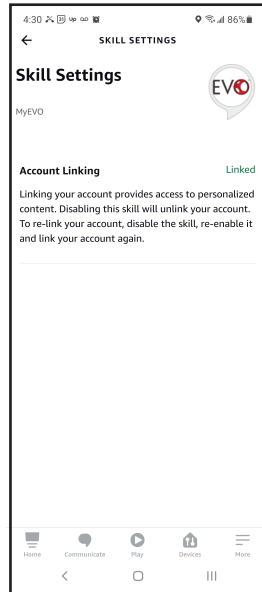 4:30 31 Up 86%
SKILL SETTINGS
Skill Settings
EVO
MyEVO
Account Linking Linked
Linking your account provides access to personalized
content. Disabling this skill will unlink your account.
To re-link your account, disable the skill, re-enable it
and link your account again.
Home Communicate Play Devices More